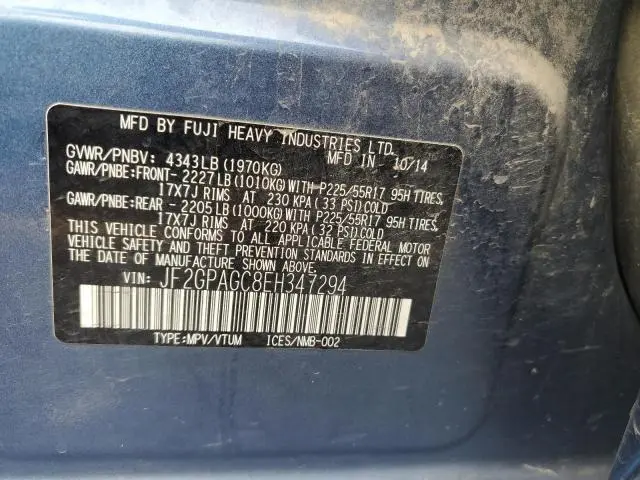 MFD BY FUJI HEAVY INDUSTRIES LTD.
MFD IN 10/14
GVWR/PNBV: 4343LB (1970KG)
GAWR/PNBE:FRONT- 2227LB (1010KG) WITH P225/55R17 95H TIRES,
17X7J RIMS AT 230 KPA (33 PSI) COLD
GAWR/PNBE:REAR - 2205LB (1000KG) WITH P225/55R17 95H TIRES,
17X7J RIMS AT 220 KPA (32 PSI) COLD
THIS VEHICLE CONFORMS TO ALL APPLICABLE FEDERAL MOTOR
VEHICLE SAFETY AND THEFT PREVENTION STANDARDS IN EFFECT ON
THE DATE OF MANUFACTURE SHOWN ABOVE.
VIN: JF2GPAGC8EH347294
TYPE:MPV/VTUM ICES/NMB-002